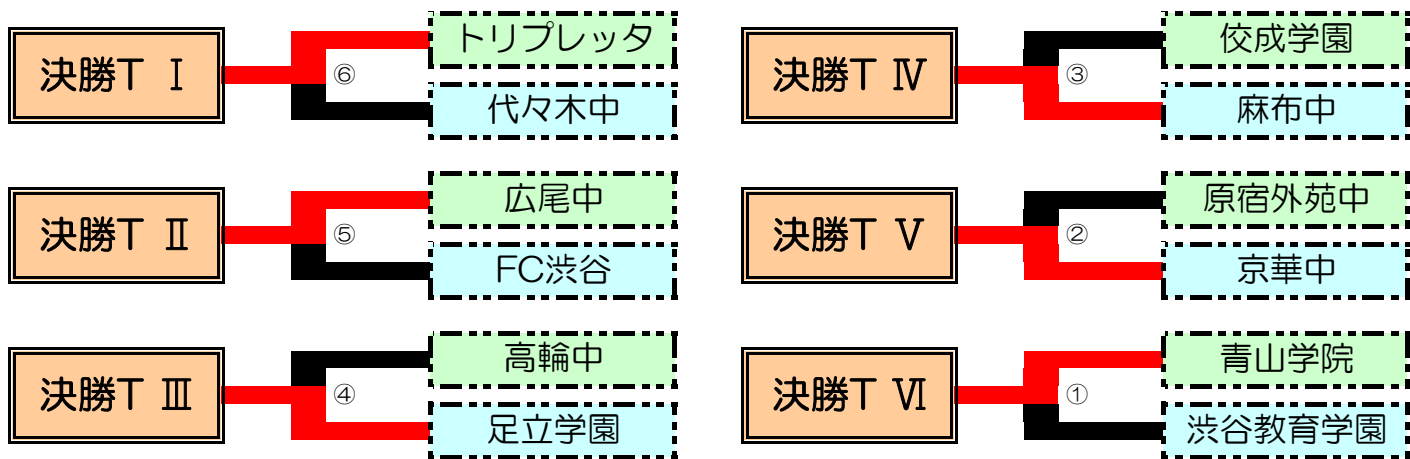 決勝T Ⅰ
⑥
トリプレッタ
代々木中
決勝T Ⅱ
⑤
広尾中
FC渋谷
決勝T Ⅲ
④
高輪中
足立学園
決勝T Ⅳ
③
佼成学園
麻布中
決勝T Ⅴ
②
原宿外苑中
京華中
決勝T Ⅵ
①
青山学院
渋谷教育学園